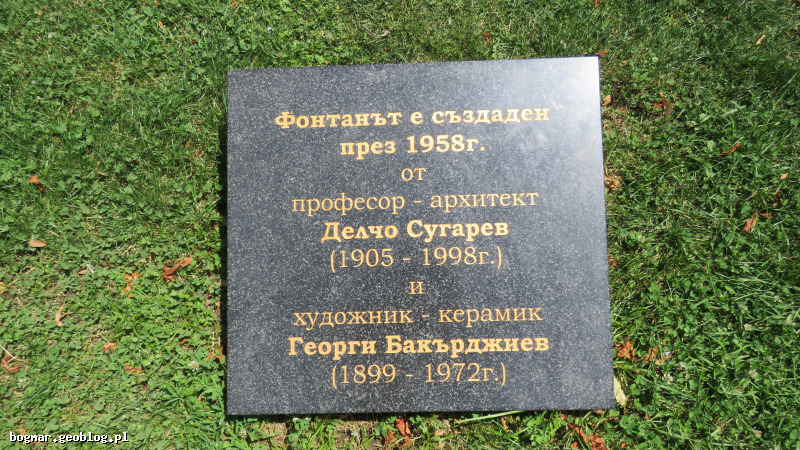 Фонтанът е създаден
през 1958г.
от
професор - архитект
Делчо Сугарев
(1905 - 1998г.)
и
художник - керамик
Георги Бакърджиев
(1899 - 1972г.)
bogmar.geoblog.pl